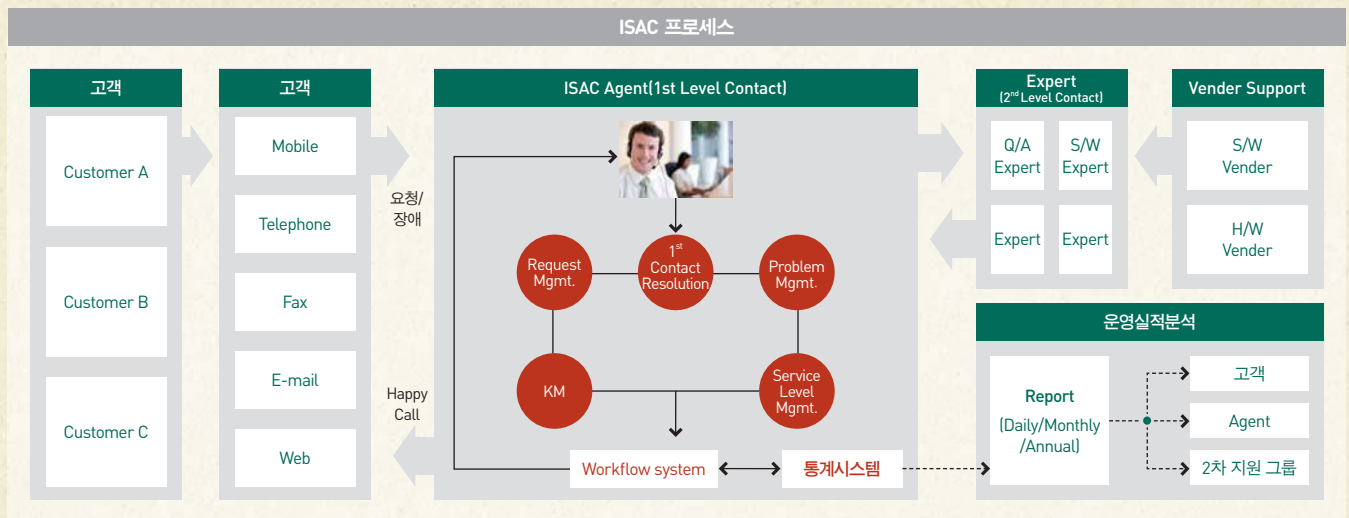 ISAC 프로세스
고객
Customer A
Customer B
Customer C
고객
Mobile
Telephone
Fax
E-mail
Web
요청/
장애
Happy
Call
ISAC Agent(1st Level Contact)
Request
Mgmt.
1st
Contact
Resolution
Problem
Mgmt.
KM
Service
Level
Mgmt.
Workflow system
통계시스템
Expert
(2nd Level Contact)
Q/A
Expert
S/W
Expert
Expert
Expert
Vender Support
S/W
Vender
H/W
Vender
운영실적분석
Report
(Daily/Monthly
/Annual)
고객
Agent
2차 지원 그룹